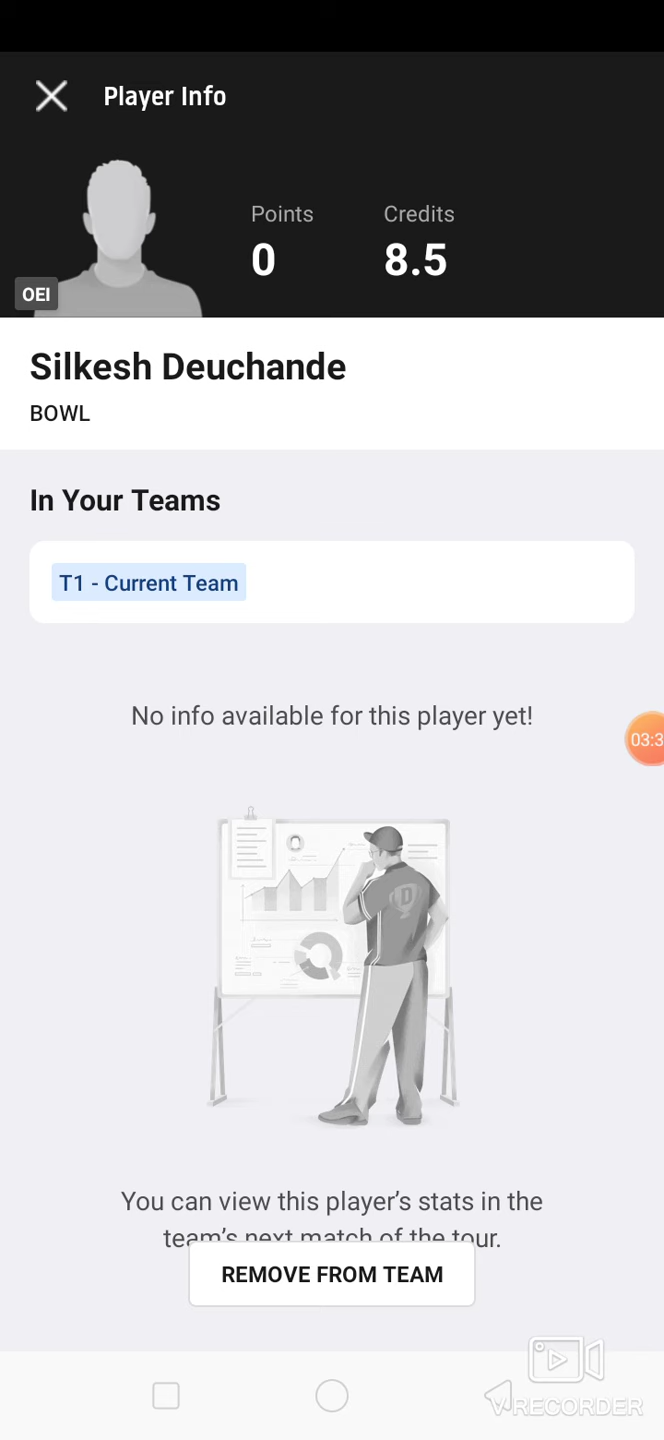 Player Info
Points
Credits
0
8.5
OEI
Silkesh Deuchande
BOWL
In Your Teams
T1 - Current Team
No info available for this player yet!
03:3
D
You can view this player's stats in the
team's next match of the tour.
REMOVE FROM TEAM
VRECORDER